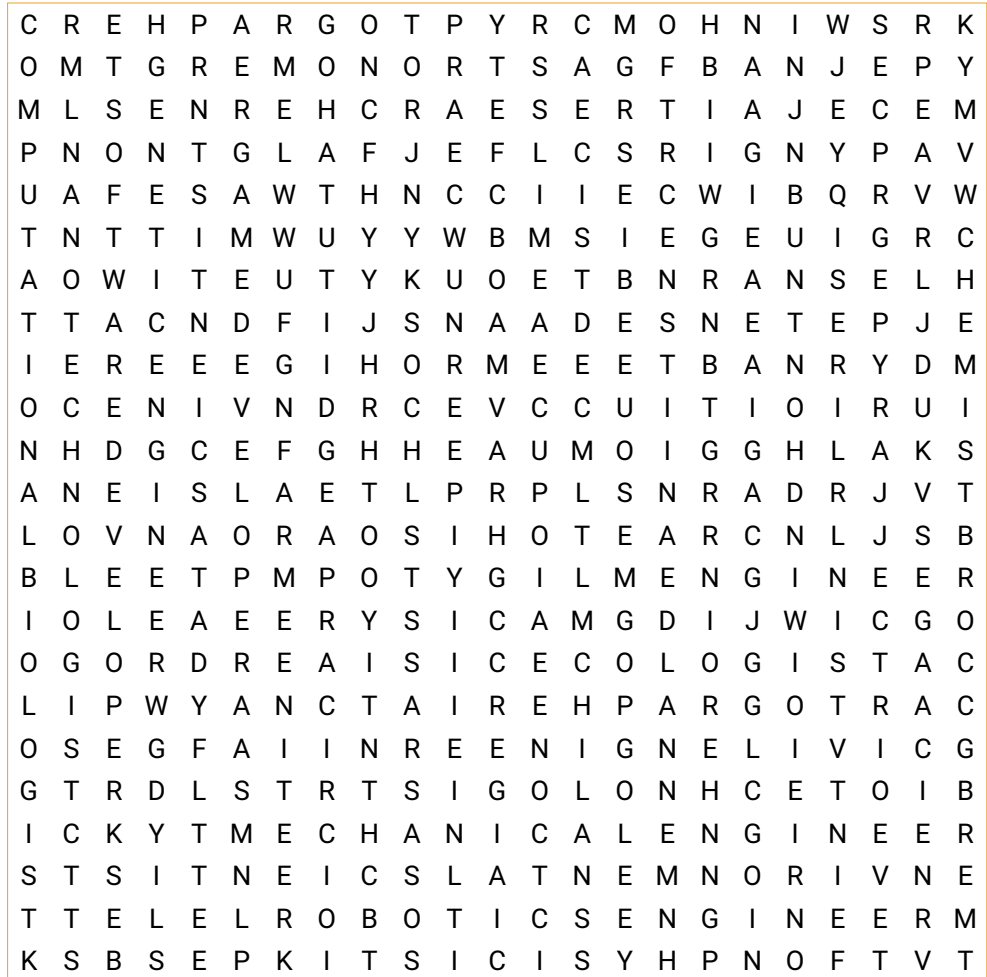 C R E H P A R G O T P Y R C M O H N I W S R K
O M T G R E M O N O R T S A G F B A N J E P Y
M L S E N R E H C R A E S E R T I A J E C E M
P N O N T G L A F J E F L C S R I G N Y P A V
U A F E S A W T H N C C I I E C W I B Q R V W
T N T T I M W U Y Y W B M S I E G E U I G R C
A O W I T E U T Y K U O E T B N R A N S E L H
T T A C N D F I J S N A A D E S N E T E P J E
I E R E E E G I H O R M E E E T B A N R Y D M
O C E N I V N D R C E V C C U I T I O I R U I
N H D G C E F G H H E A U M O I G G H L A K S
A N E I S L A E T L P R P L S N R A D R J V T
L O V N A O R A O S I H O T E A R C N L J S B
B L E E T P M P O T Y G I L M E N G I N E E R
I O L E A E E R Y S I C A M G D I J W I C G O
O G O R D R E A I S I C E C O L O G I S T A C
L I P W Y A N C T A I R E H P A R G O T R A C
O S E G F A I I N R E E N I G N E L I V I C G
G T R D L S T R T S I G O L O N H C E T O I B
I C K Y T M E C H A N I C A L E N G I N E E R
S T S I T N E I C S L A T N E M N O R I V N E
T T E L E L R O B O T I C S E N G I N E E R M
K S B S E P K I T S I C I S Y H P N O F T V T